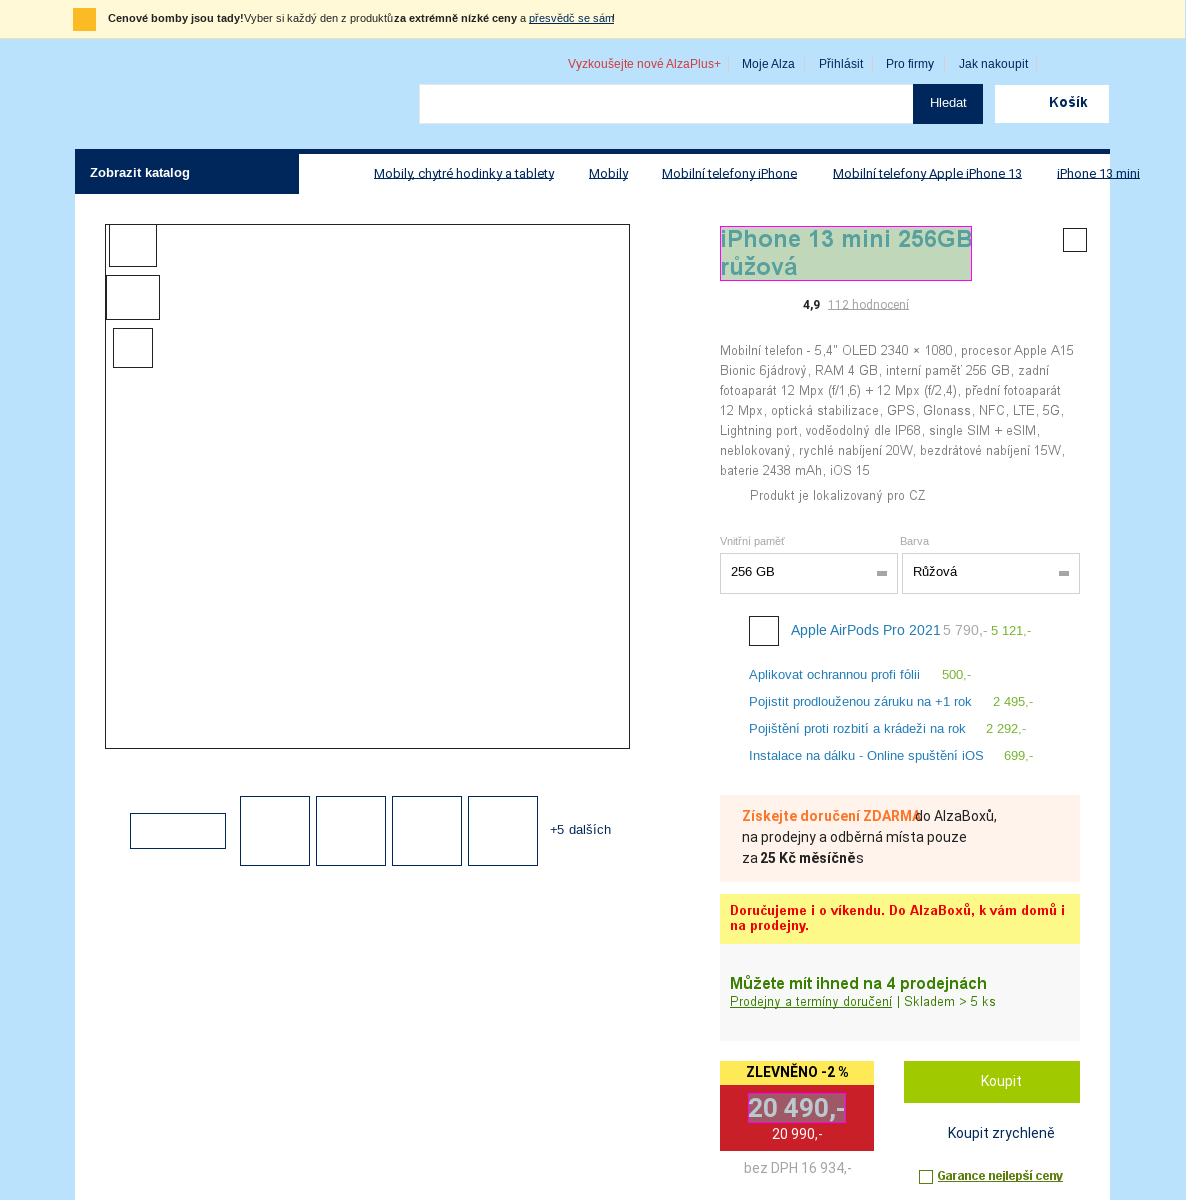 Cenové bomby jsou tady! Vyber si každý den z produktů za extrémně nízké ceny a přesvědč se sám!
Vyzkoušejte nové AlzaPlus+ Moje Alza Přihlásit Pro firmy Jak nakoupit
Hledat Košík
Zobrazit katalog Mobily, chytré hodinky a tablety Mobily Mobilní telefony iPhone Mobilní telefony Apple iPhone 13 iPhone 13 mini
iPhone 13 mini 256GB
růžová
4,9 112 hodnocení
Mobilní telefon - 5,4" OLED 2340 × 1080, procesor Apple A15
Bionic 6jádrový, RAM 4 GB, interní paměť 256 GB, zadní
fotoaparát 12 Mpx (f/1,6) + 12 Mpx (f/2,4), přední fotoaparát
12 Mpx, optická stabilizace, GPS, Glonass, NFC, LTE, 5G,
Lightning port, voděodolný dle IP68, single SIM + eSIM,
neblokovaný, rychlé nabíjení 20W, bezdrátové nabíjení 15W,
baterie 2438 mAh, iOS 15
Produkt je lokalizovaný pro CZ
Vnitřní paměť Barva
256 GB Růžová
Apple AirPods Pro 2021 5 790,- 5 121,-
Aplikovat ochrannou profi fólii 500,-
Pojistit prodlouženou záruku na +1 rok 2 495,-
Pojištění proti rozbití a krádeži na rok 2 292,-
Instalace na dálku - Online spuštění iOS 699,-
+5 dalších
Získejte doručení ZDARMA do AlzaBoxů,
na prodejny a odběrná místa pouze
za 25 Kč měsíčně s
Doručujeme i o víkendu. Do AlzaBoxů, k vám domů i
na prodejny.
Můžete mít ihned na 4 prodejnách
Prodejny a termíny doručení | Skladem > 5 ks
ZLEVNĚNO -2 %
20 490,-
20 990,-
bez DPH 16 934,-
Koupit
Koupit zrychleně
Garance nejlepší ceny